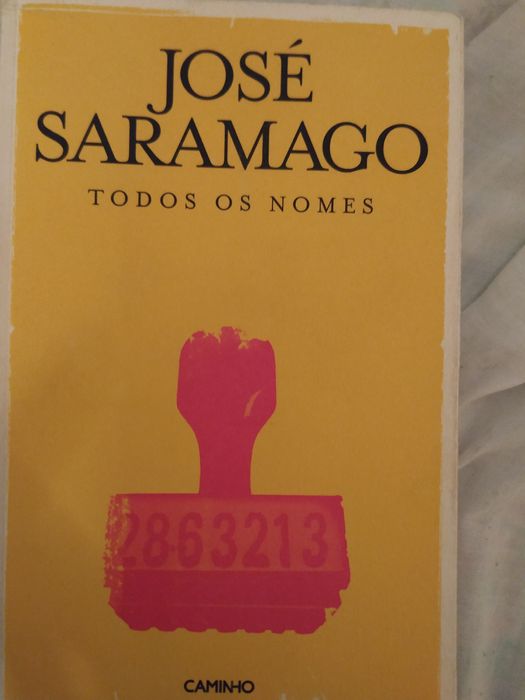 JOSÉ
SARAMAGO
TODOS OS NOMES
2863213
CAMINHO